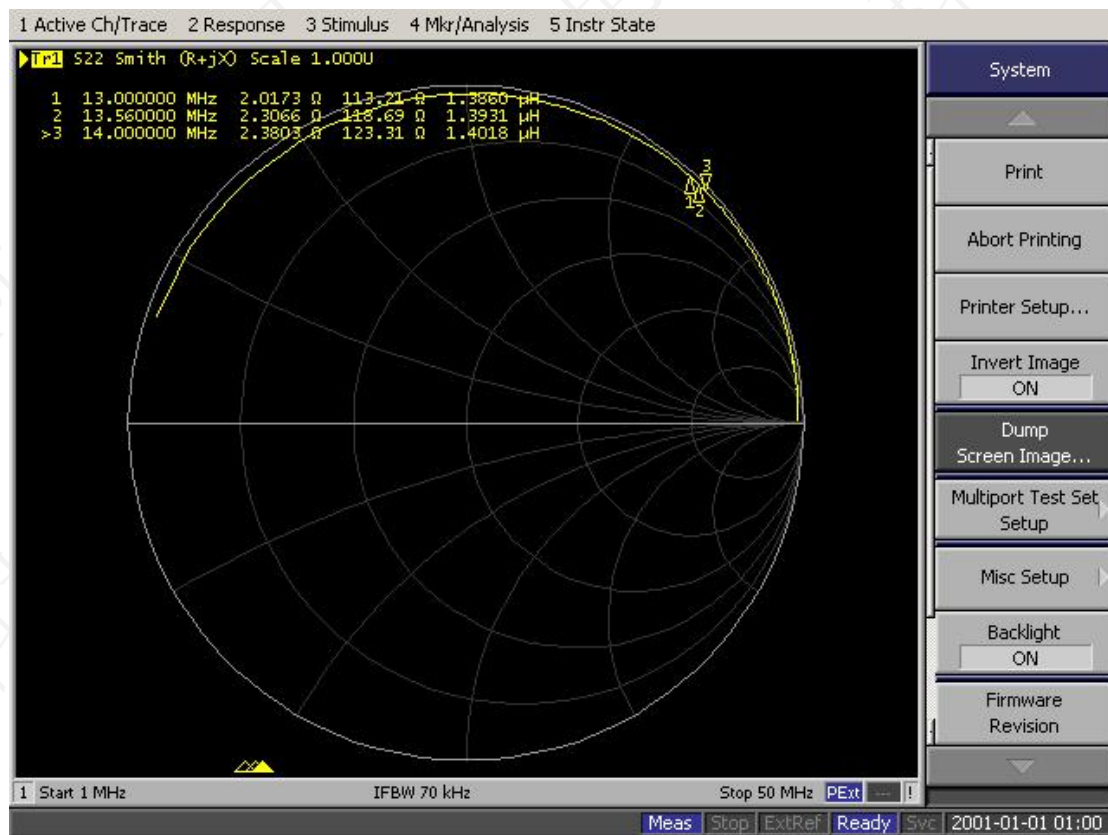 1 Active Ch/Trace 2 Response 3 Stimulus 4 Mkr/Analysis 5 Instr State
Tr1 S22 Smith (R+jX) Scale 1.000U
1 13.000000 MHz 2.0173 Ω 113.21 Ω 1.3860 μH
2 13.560000 MHz 2.3066 Ω 118.69 Ω 1.3931 μH
>3 14.000000 MHz 2.3803 Ω 123.31 Ω 1.4018 μH
3
1
2
System
Print
Abort Printing
Printer Setup...
Invert Image
ON
Dump
Screen Image...
Multiport Test Set
Setup
Misc Setup
Backlight
ON
Firmware
Revision
1 Start 1 MHz IFBW 70 kHz Stop 50 MHz PExt --- !
Meas Stop ExtRef Ready Svc 2001-01-01 01:00